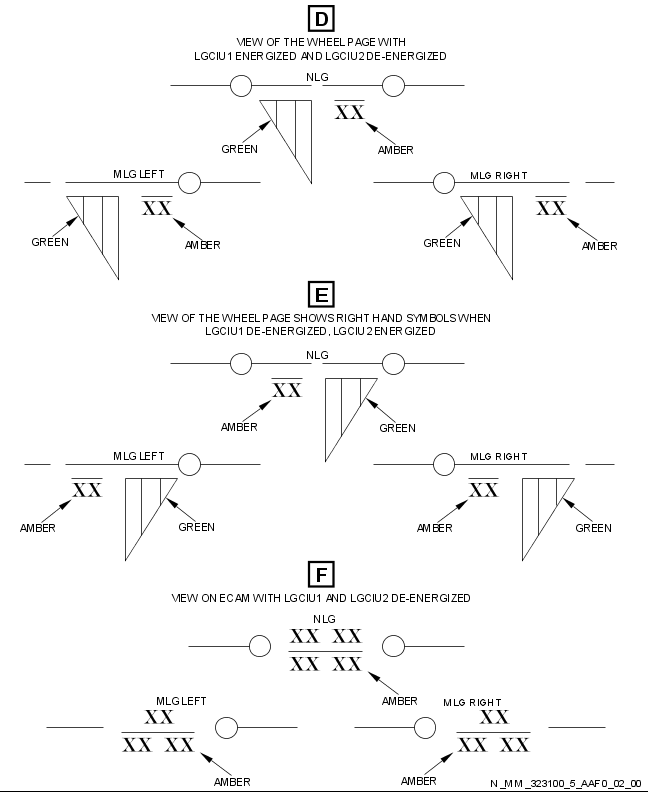 D
VIEW OF THE WHEEL PAGE WITH
LGCIU1 ENERGIZED AND LGCIU2 DE-ENERGIZED
NLG
XX
GREEN
AMBER
MLG LEFT
MLG RIGHT
XX
XX
GREEN
AMBER
GREEN
AMBER
E
VIEW OF THE WHEEL PAGE SHOWS RIGHT HAND SYMBOLS WHEN
LGCIU1 DE-ENERGIZED, LGCIU2 ENERGIZED
NLG
XX
AMBER
GREEN
MLG LEFT
MLG RIGHT
XX
XX
AMBER
GREEN
AMBER
GREEN
F
VIEW ON ECAM WITH LGCIU1 AND LGCIU2 DE-ENERGIZED
NLG
XX XX
XX XX
AMBER
MLG LEFT
MLG RIGHT
XX
XX
XX XX
XX XX
AMBER
AMBER
N_MM_323100_5_AAF0_02_00